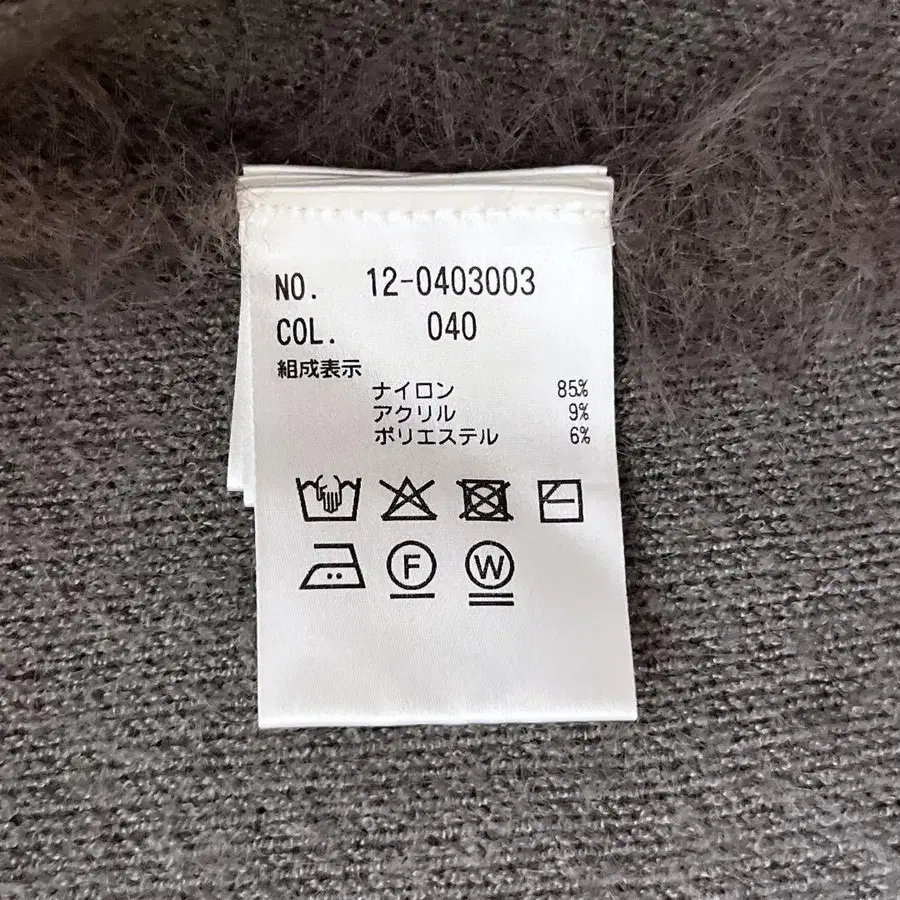 NO. 12-0403003
COL. 040
組成表示
ナイロン 85%
アクリル 9%
ポリエステル 6%
F W